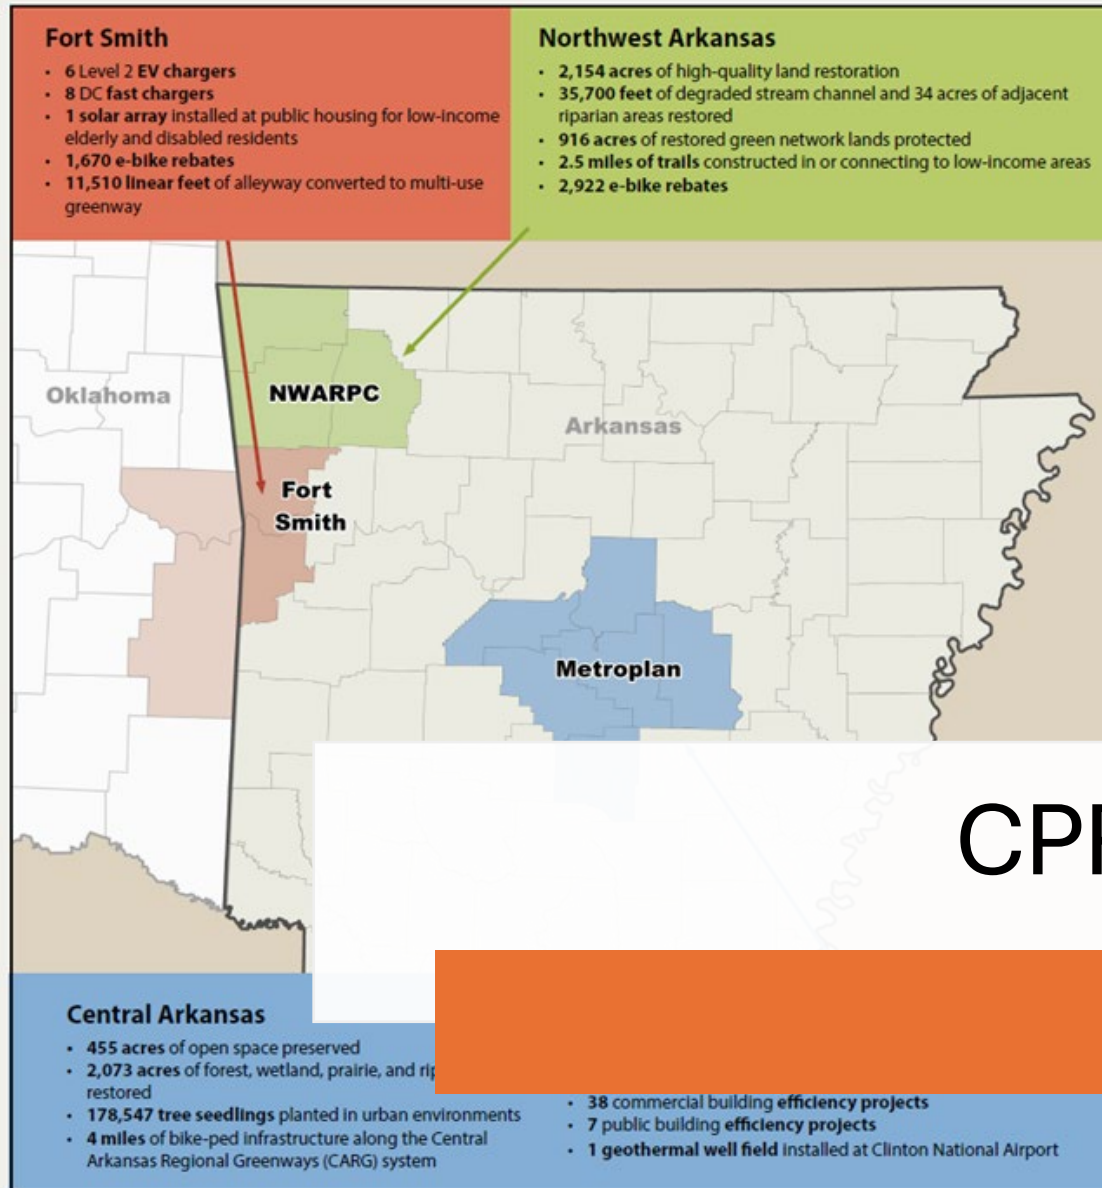 Fort Smith
• 6 Level 2 EV chargers
• 8 DC fast chargers
• 1 solar array installed at public housing for low-income
elderly and disabled residents
• 1,670 e-bike rebates
• 11,510 linear feet of alleyway converted to multi-use
greenway
Northwest Arkansas
• 2,154 acres of high-quality land restoration
• 35,700 feet of degraded stream channel and 34 acres of adjacent
riparian areas restored
• 916 acres of restored green network lands protected
• 2.5 miles of trails constructed in or connecting to low-income areas
• 2,922 e-bike rebates
Oklahoma
NWARPC
Arkansas
Fort
Smith
Metroplan
Central Arkansas
• 455 acres of open space preserved
• 2,073 acres of forest, wetland, prairie, and
restored
• 178,547 tree seedlings planted in urban environments
• 4 miles of bike-ped infrastructure along the Central
Arkansas Regional Greenways (CARG) system
• 38 commercial building efficiency projects
• 7 public building efficiency projects
• 1 geothermal well field installed at Clinton National Airport